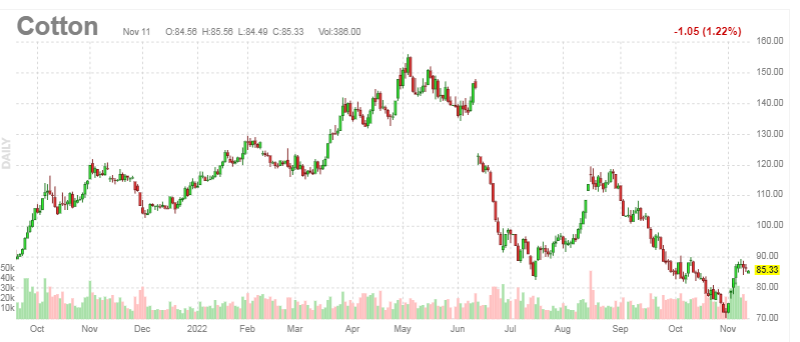 Cotton Nov 11 O:84.56 H:85.56 L:84.49 C:85.33 Vol:386.00 -1.05 (1.22%)
160.00
150.00
140.00
130.00
DAILY
120.00
110.00
100.00
90.00
50k 85.33
40k
30k 80.00
20k
10k
70.00
Oct Nov Dec 2022 Feb Mar Apr May Jun Jul Aug Sep Oct Nov